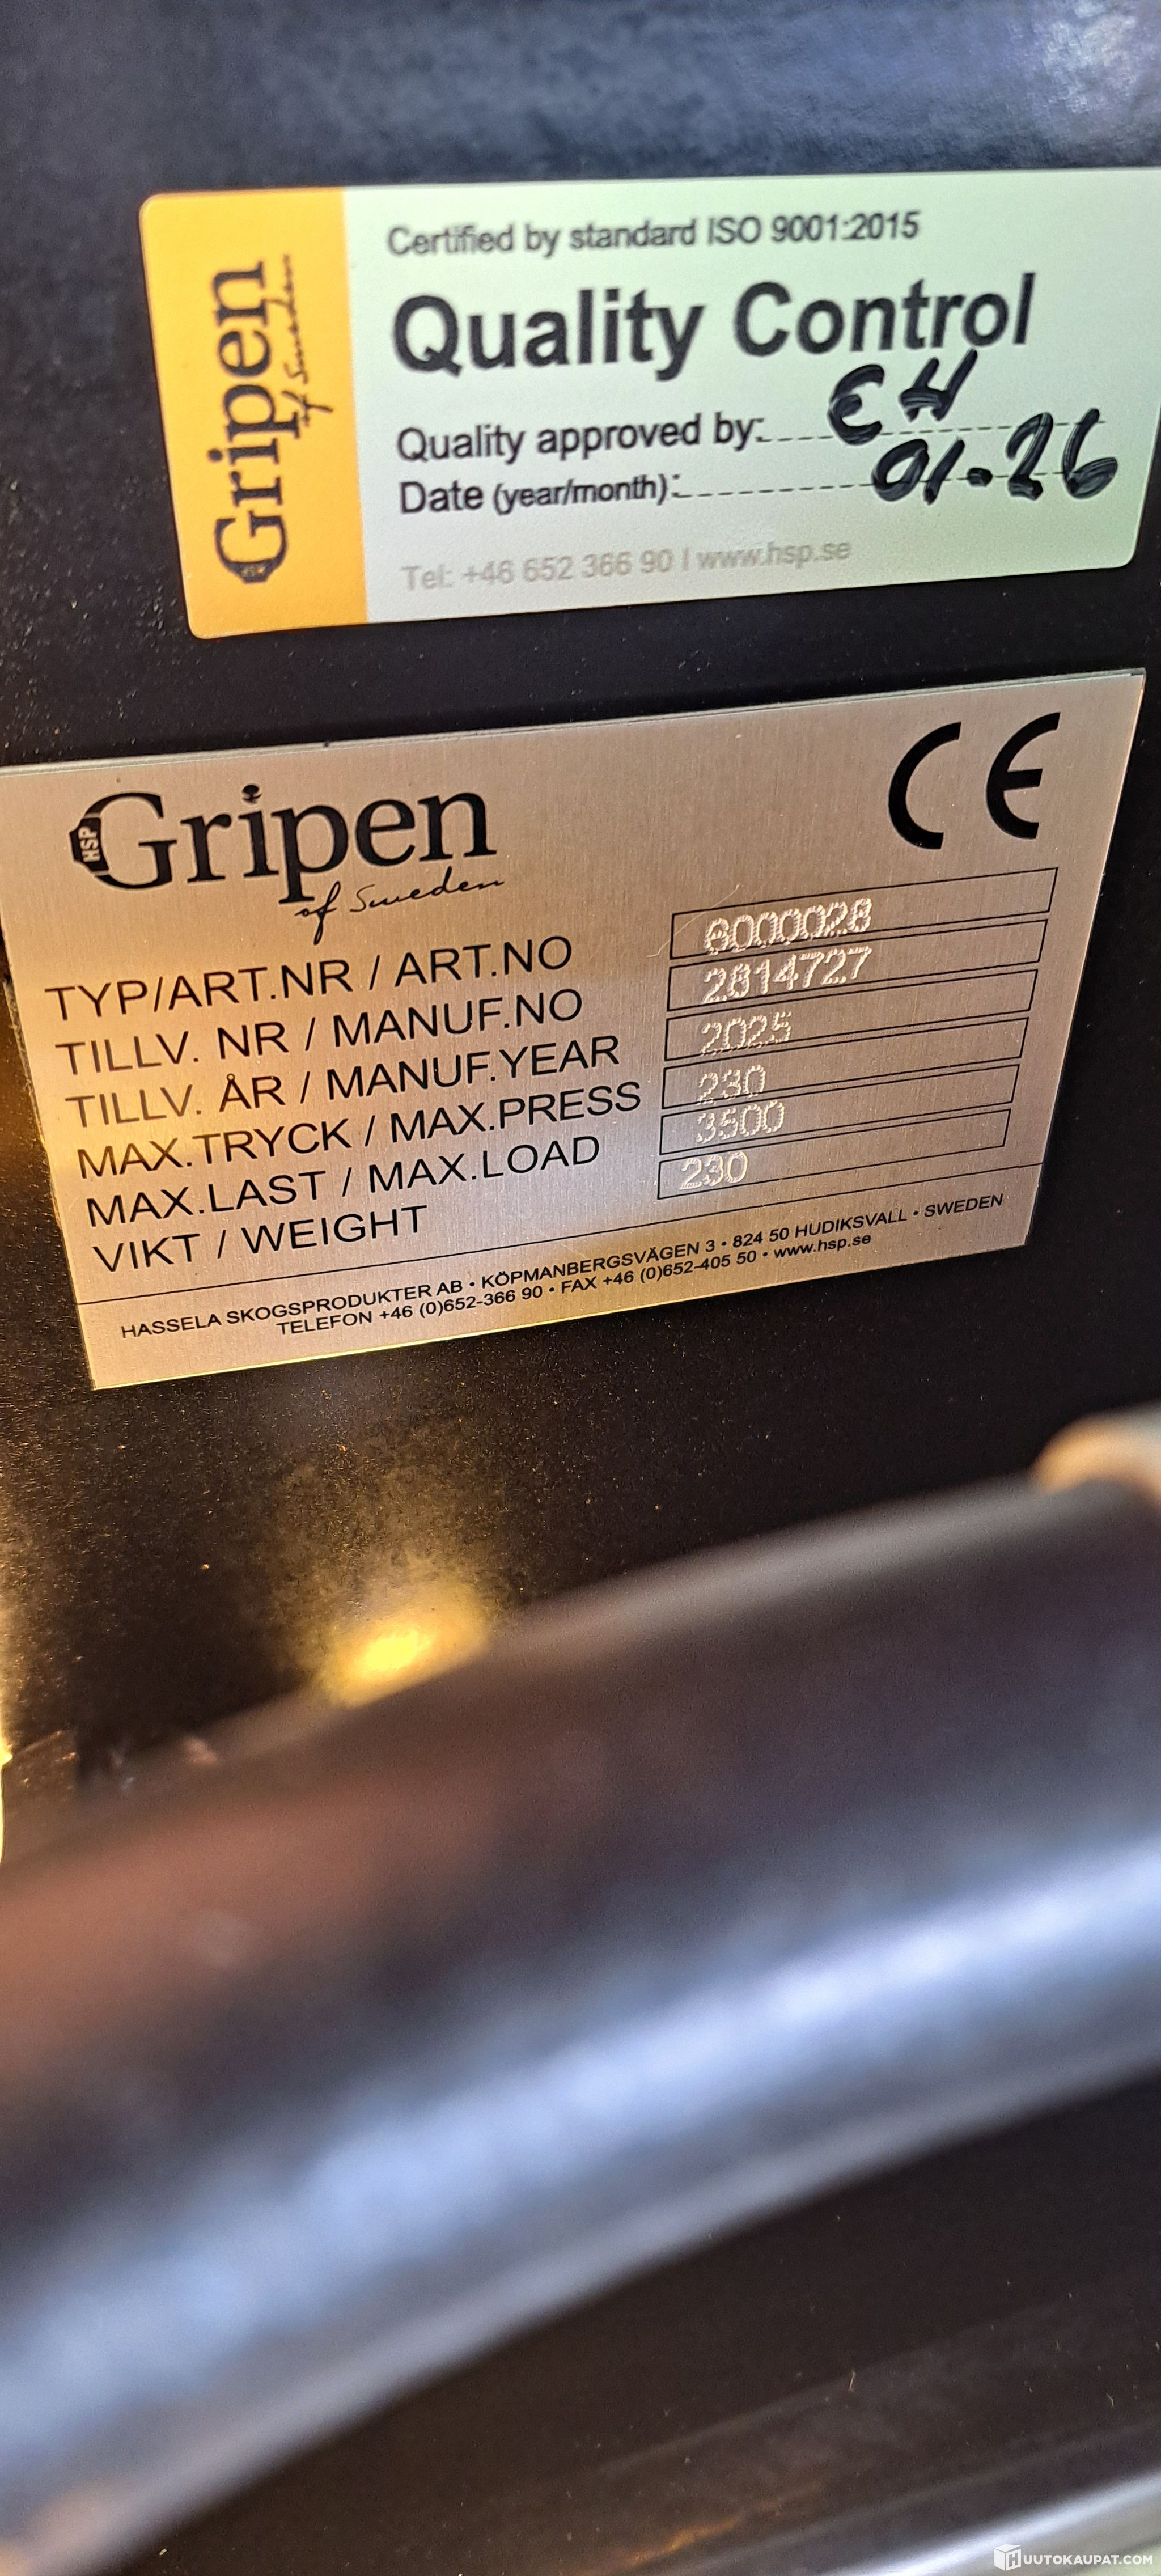 Gripen
of Sweden
Certified by standard ISO 9001:2015
Quality Control
Quality approved by: EH
Date (year/month): 01-26
Tel: +46 652 366 90 | www.hsp.se
CE
HSP
Gripen
of Sweden
TYP/ART.NR / ART.NO 6000028
TILLV. NR / MANUF.NO 2814727
TILLV. ÅR / MANUF.YEAR 2025
MAX.TRYCK / MAX.PRESS 230
MAX.LAST / MAX.LOAD 3500
VIKT / WEIGHT 230
HASSELA SKOGSPRODUKTER AB • KÖPMANBERGSVÄGEN 3 • 824 50 HUDIKSVALL • SWEDEN
TELEFON +46 (0)652-366 90 • FAX +46 (0)652-405 50 • www.hsp.se
HUUTOKAUPAT.COM